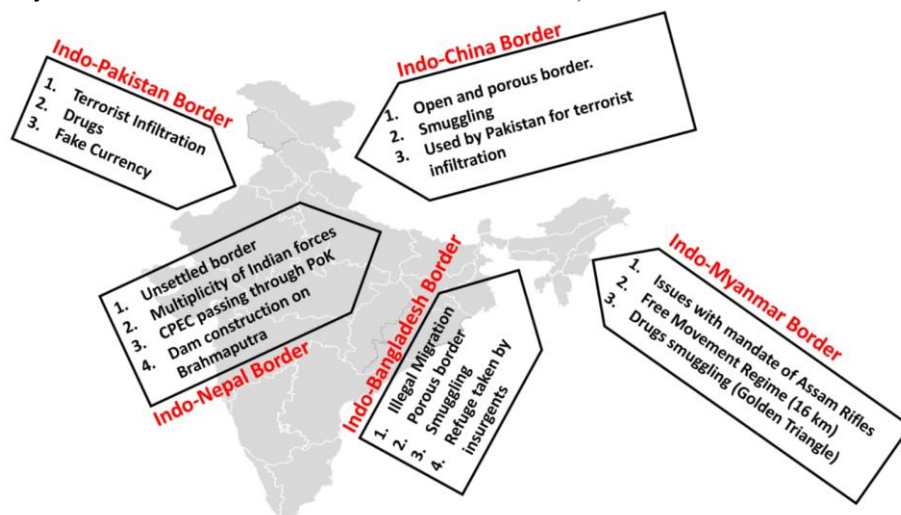 Indo-Pakistan Border
1. Terrorist Infiltration
2. Drugs
3. Fake Currency
Indo-China Border
1. Open and porous border.
2. Smuggling
3. Used by Pakistan for terrorist
infiltration
1. Unsettled border
2. Multiplicity of Indian forces
3. CPEC passing through PoK
4. Dam construction on
Brahmaputra
Indo-Nepal Border
Indo-Bangladesh Border
1. Illegal Migration
2. Porous border
3. Smuggling
4. Refuge taken by
insurgents
Indo-Myanmar Border
1. Issues with mandate of Assam Rifles
2. Free Movement Regime (16 km)
3. Drugs smuggling (Golden Triangle)